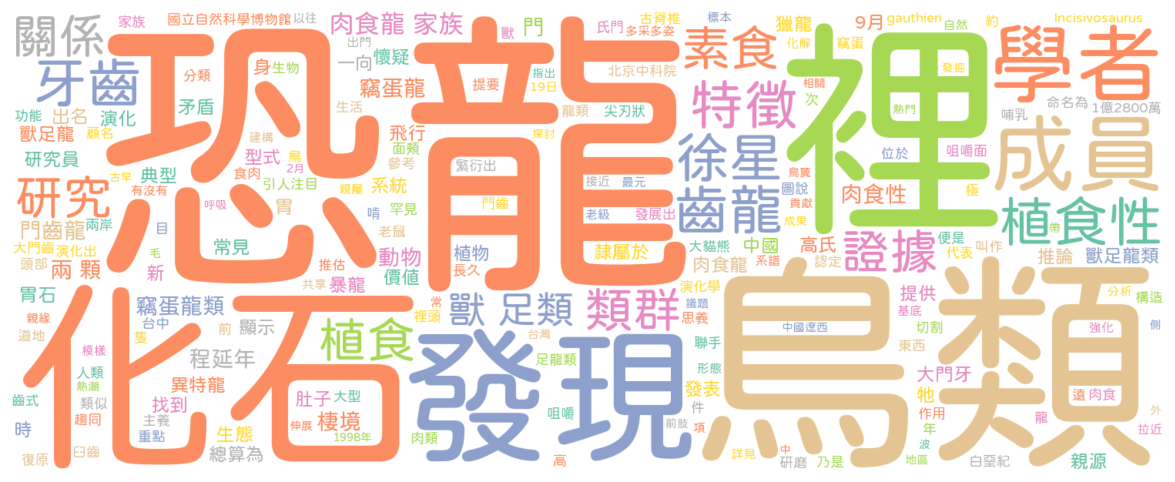 恐龍
裡
鳥類
化石
發現
學者
成員
研究
植食性
齒龍
徐星
特徵
素食
證據
類群
獸足類
植食
牙齒
關係
家族
國立自然科學博物館
以往
肉食龍
家族
獸
門
氏門
多采多姿
古脊椎
標本
獵龍
化解
竊蛋
9月
gauthien
自然
約
Incisivosaurus
出門
一向
懷疑
分類
身
生物
竊蛋龍
提要
指出
19日
北京中科院
龍類
尖刃狀
相關
次
熱門
發掘
命名為
1億2800萬
哺乳
功能
出名
演化
矛盾
生活
獸足龍
顧名
建構
飛行
面頰
參考
探討
位於
咀嚼面
研究員
古早
典型
型式
鳥
2月
食肉
引人注目
繁衍出
接近
最元
親屬
系統
鳥翼
圖說
貢獻
極
肉食性
有沒有
呼吸
胃
罕見
啃
門齒
老級
發展出
成果
帶
門齒龍
兩岸
目
老鼠
大門齒
演化出
毛
常見
動物
植物
隸屬於
大貓熊
中國
高氏
便是
叫作
代表
推論
獸足龍類
頭部
兩
顆
新
推估
價值
長久
肉食龍
系譜
認定
胃石
共享
暴龍
演化學
提供
分析
構造
竊蛋龍類
常
裡頭
議題
思義
基底
親緣
台中
前
顯示
中國遼西
切割
強化
側
道地
隻
台灣
聯手
東西
模樣
程延年
足龍類
形態
人類
熱潮
異特龍
大門牙
發表
肚子
大型
牠
遠
肉食
齒式
類似
找到
咀嚼
件
作用
龍
外
趨同
主義
伸展
棲境
前肢
項
年
拉近
時
重點
生態
1998年
肉類
波
復原
臼齒
總算為
高
詳見
中
研磨
乃是
地區
白堊紀
親源